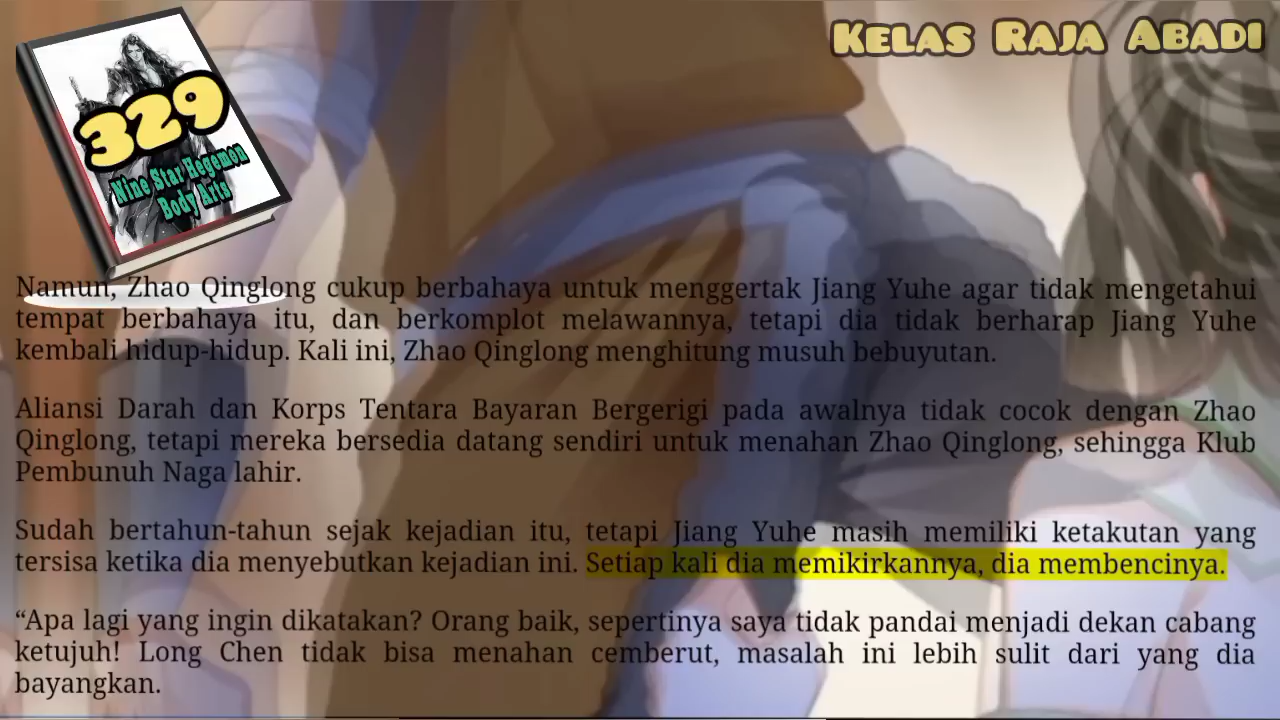 Kelas Raja Abadi
329
Nine Star Hegemon
Body Arts
Namun, Zhao Qinglong cukup berbahaya untuk menggertak Jiang Yuhe agar tidak mengetahui
tempat berbahaya itu, dan berkomplot melawannya, tetapi dia tidak berharap Jiang Yuhe
kembali hidup-hidup. Kali ini, Zhao Qinglong menghitung musuh bebuyutan.
Aliansi Darah dan Korps Tentara Bayaran Bergerigi pada awalnya tidak cocok dengan Zhao
Qinglong, tetapi mereka bersedia datang sendiri untuk menahan Zhao Qinglong, sehingga Klub
Pembunuh Naga lahir.
Sudah bertahun-tahun sejak kejadian itu, tetapi Jiang Yuhe masih memiliki ketakutan yang
tersisa ketika dia menyebutkan kejadian ini. Setiap kali dia memikirkannya, dia membencinya.
“Apa lagi yang ingin dikatakan? Orang baik, sepertinya saya tidak pandai menjadi dekan cabang
ketujuh! Long Chen tidak bisa menahan cemberut, masalah ini lebih sulit dari yang dia
bayangkan.